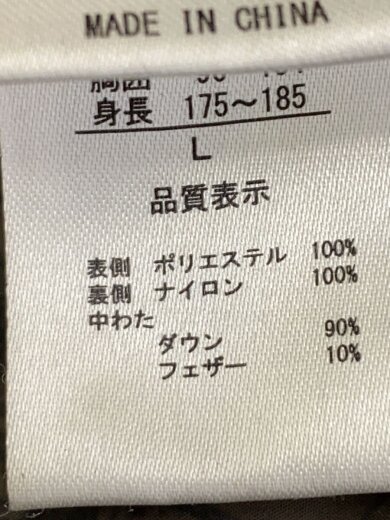 MADE IN CHINA
身長 175～185
L
品質表示
表側 ポリエステル 100%
裏側 ナイロン 100%
中わた
ダウン 90%
フェザー 10%